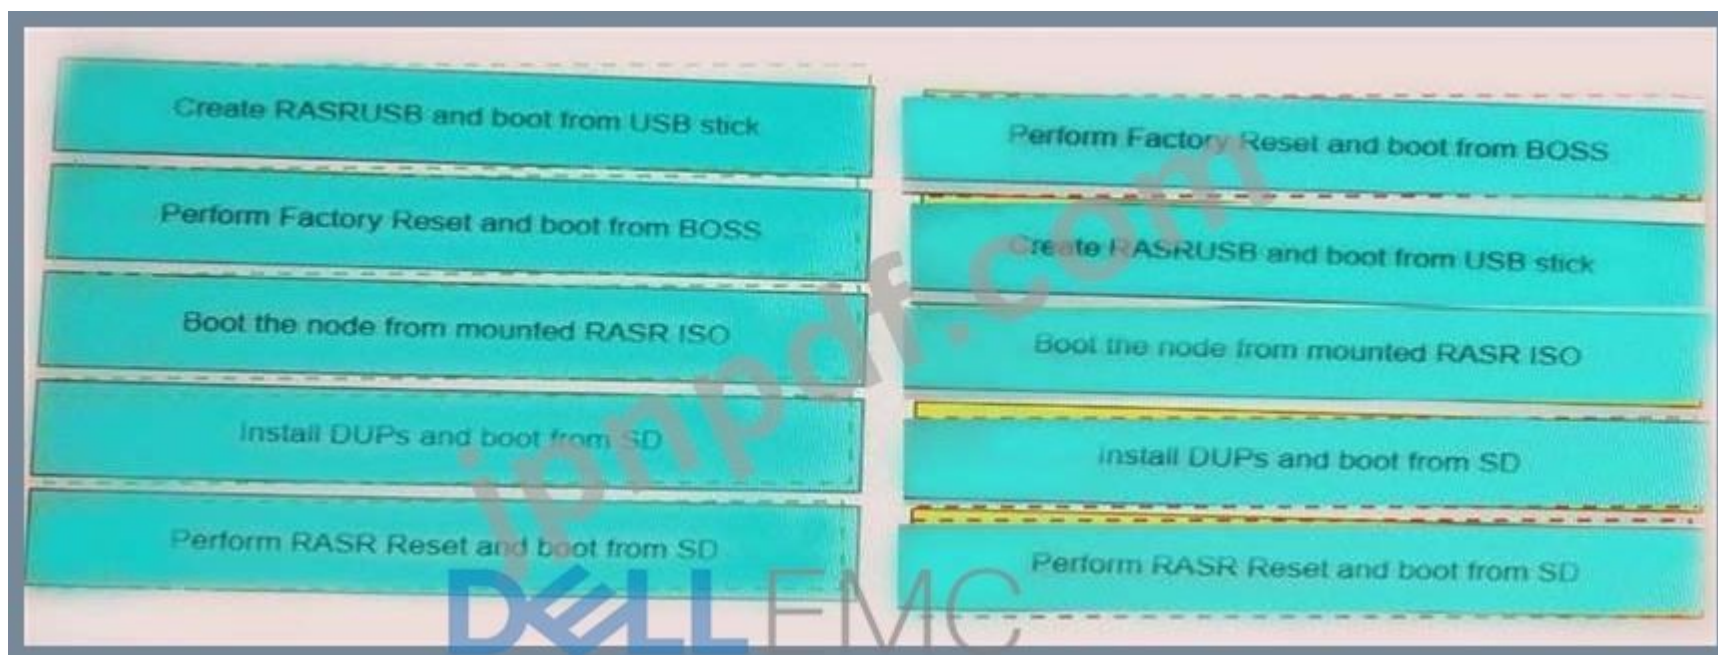 Create RASRUSB and boot from USB stick
Perform Factory Reset and boot from BOSS
Boot the node from mounted RASR ISO
Install DUPs and boot from SD
Perform RASR Reset and boot from SD
Perform Factory Reset and boot from BOSS
Create RASRUSB and boot from USB stick
Boot the node from mounted RASR ISO
Install DUPs and boot from SD
Perform RASR Reset and boot from SD
jpnpdf.com
DELL EMC